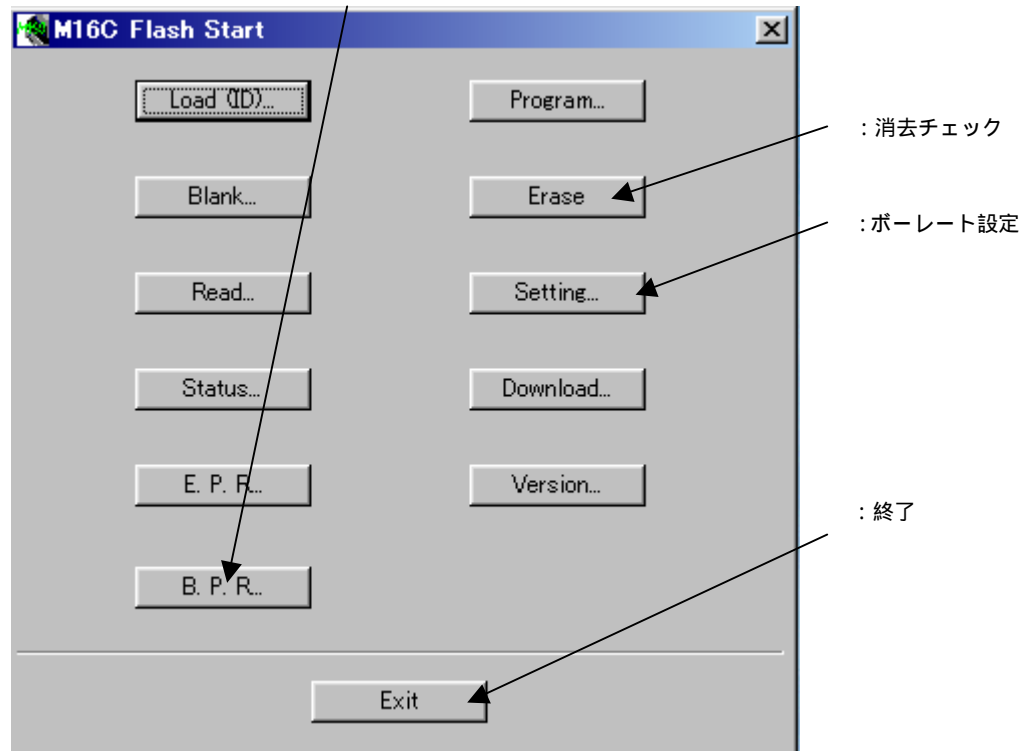 M16C Flash Start
Load (ID)...
Program...
：消去チェック
Blank...
Erase
：ボーレート設定
Read...
Setting...
Status...
Download...
E. P. R...
Version...
：終了
B. P. R...
Exit